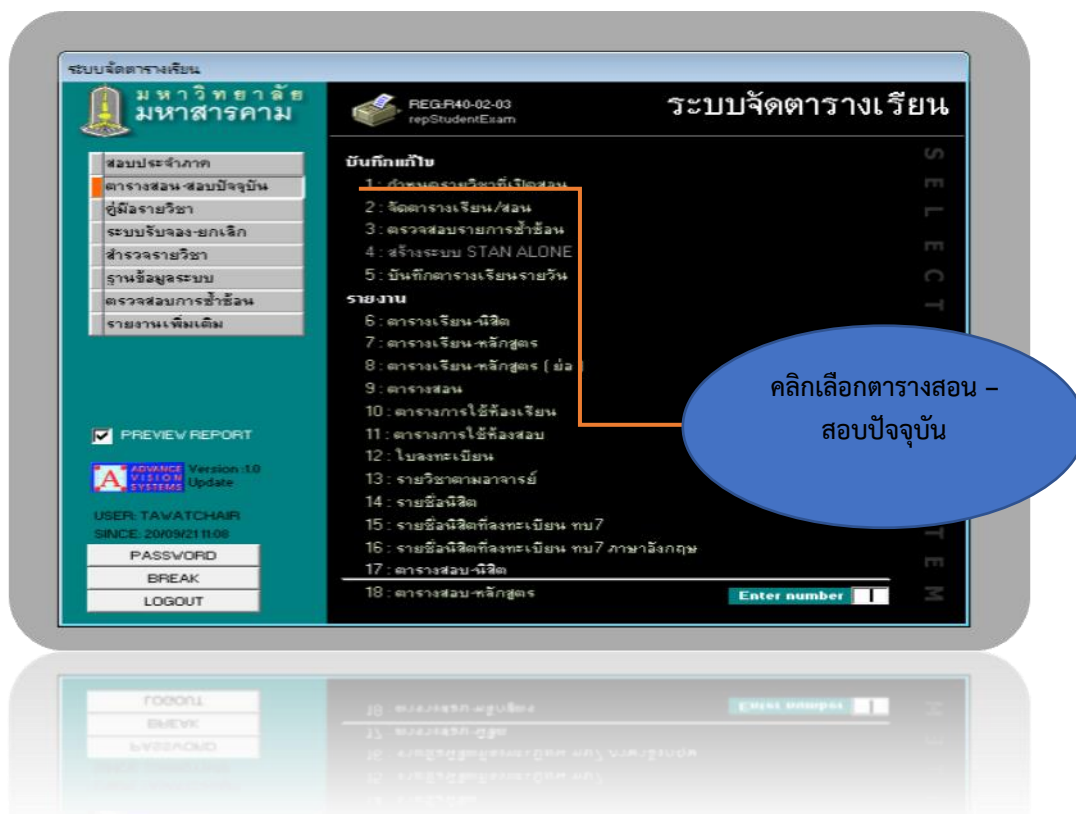 ระบบจัดตารางเรียน
มหาวิทยาลัย
มหาสารคาม
REG:R40-02-03
repStudentExam
ระบบจัดตารางเรียน
สอบประจำภาค
ตารางสอน-สอบปัจจุบัน
คู่มือรายวิชา
ระบบรับจอง-ยกเลิก
สำรวจรายวิชา
ฐานข้อมูลระบบ
ตรวจสอบการซ้ำซ้อน
รายงานเพิ่มเติม
PREVIEW REPORT
ADVANCE
VISION
SYSTEMS
Version :1.0
Update
USER: TAWATCHAIR
SINCE: 20/09/21 11:08
PASSWORD
BREAK
LOGOUT
บันทึกแก้ไข
1 : กำหนดรายวิชาที่เปิดสอน
2 : จัดตารางเรียน/สอน
3 : ตรวจสอบรายการซ้ำซ้อน
4 : สร้างระบบ STAN ALONE
5 : บันทึกตารางเรียนรายวัน
รายงาน
6 : ตารางเรียน-นิสิต
7 : ตารางเรียน-หลักสูตร
8 : ตารางเรียน-หลักสูตร ( ย่อ )
9 : ตารางสอน
10 : ตารางการใช้ห้องเรียน
11 : ตารางการใช้ห้องสอบ
12 : ใบลงทะเบียน
13 : รายวิชาตามอาจารย์
14 : รายชื่อนิสิต
15 : รายชื่อนิสิตที่ลงทะเบียน ทบ7
16 : รายชื่อนิสิตที่ลงทะเบียน ทบ7 ภาษาอังกฤษ
17 : ตารางสอบ-นิสิต
18 : ตารางสอบ-หลักสูตร
Enter number
S E L E C T
T E M
คลิกเลือกตารางสอน –
สอบปัจจุบัน